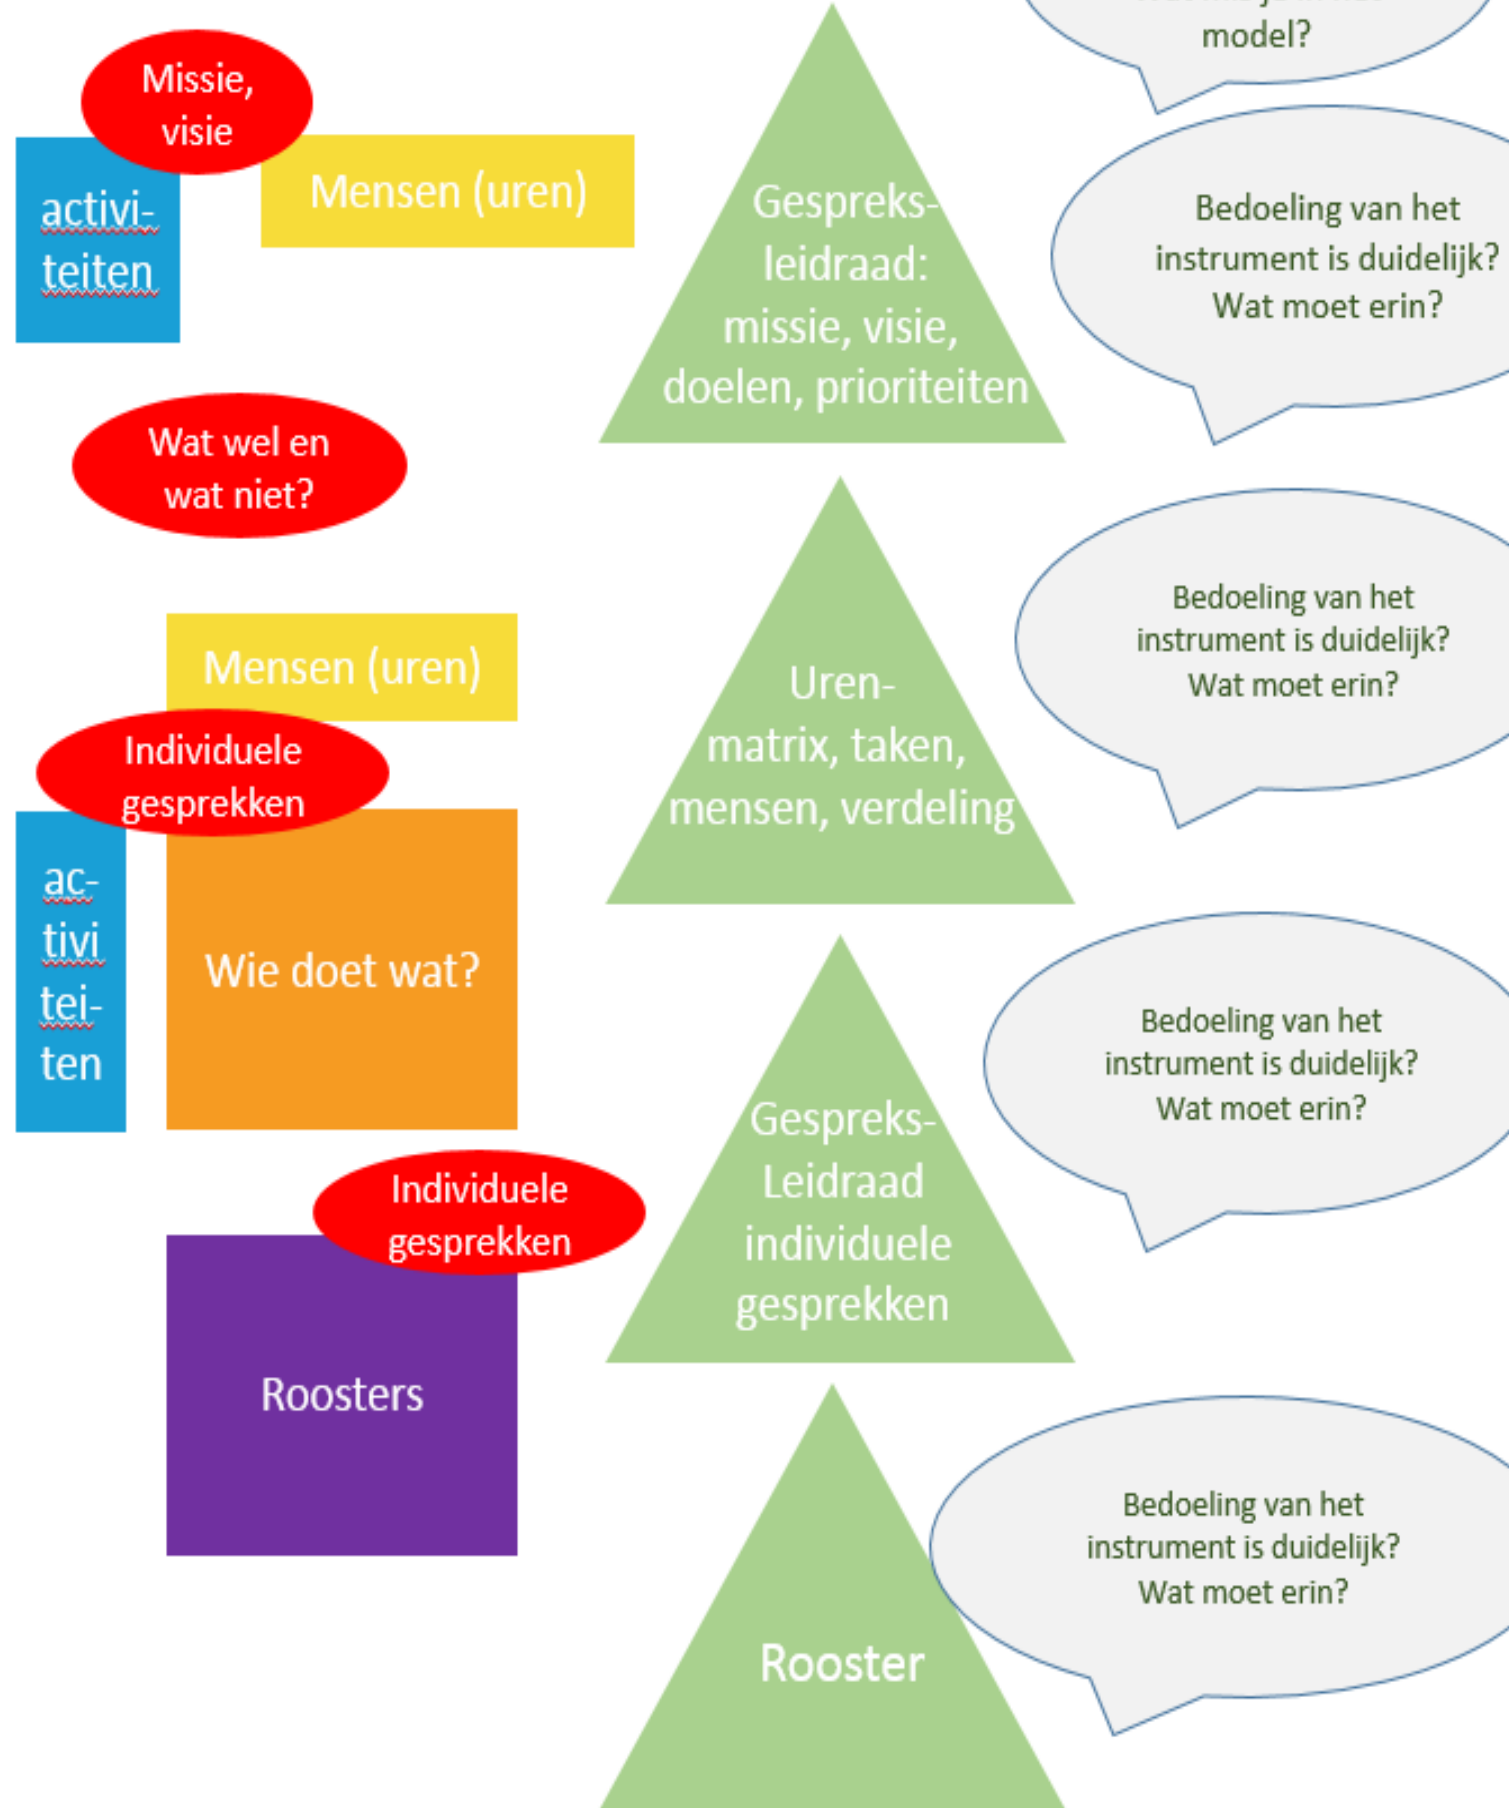 model?
Missie,
visie
activi-
teiten
Mensen (uren)
Gespreks-
leidraad:
missie, visie,
doelen, prioriteiten
Bedoeling van het
instrument is duidelijk?
Wat moet erin?
Wat wel en
wat niet?
Mensen (uren)
Individuele
gesprekken
ac-
tivi
tei-
ten
Wie doet wat?
Uren-
matrix, taken,
mensen, verdeling
Bedoeling van het
instrument is duidelijk?
Wat moet erin?
Individuele
gesprekken
Roosters
Gespreks-
Leidraad
individuele
gesprekken
Bedoeling van het
instrument is duidelijk?
Wat moet erin?
Rooster
Bedoeling van het
instrument is duidelijk?
Wat moet erin?